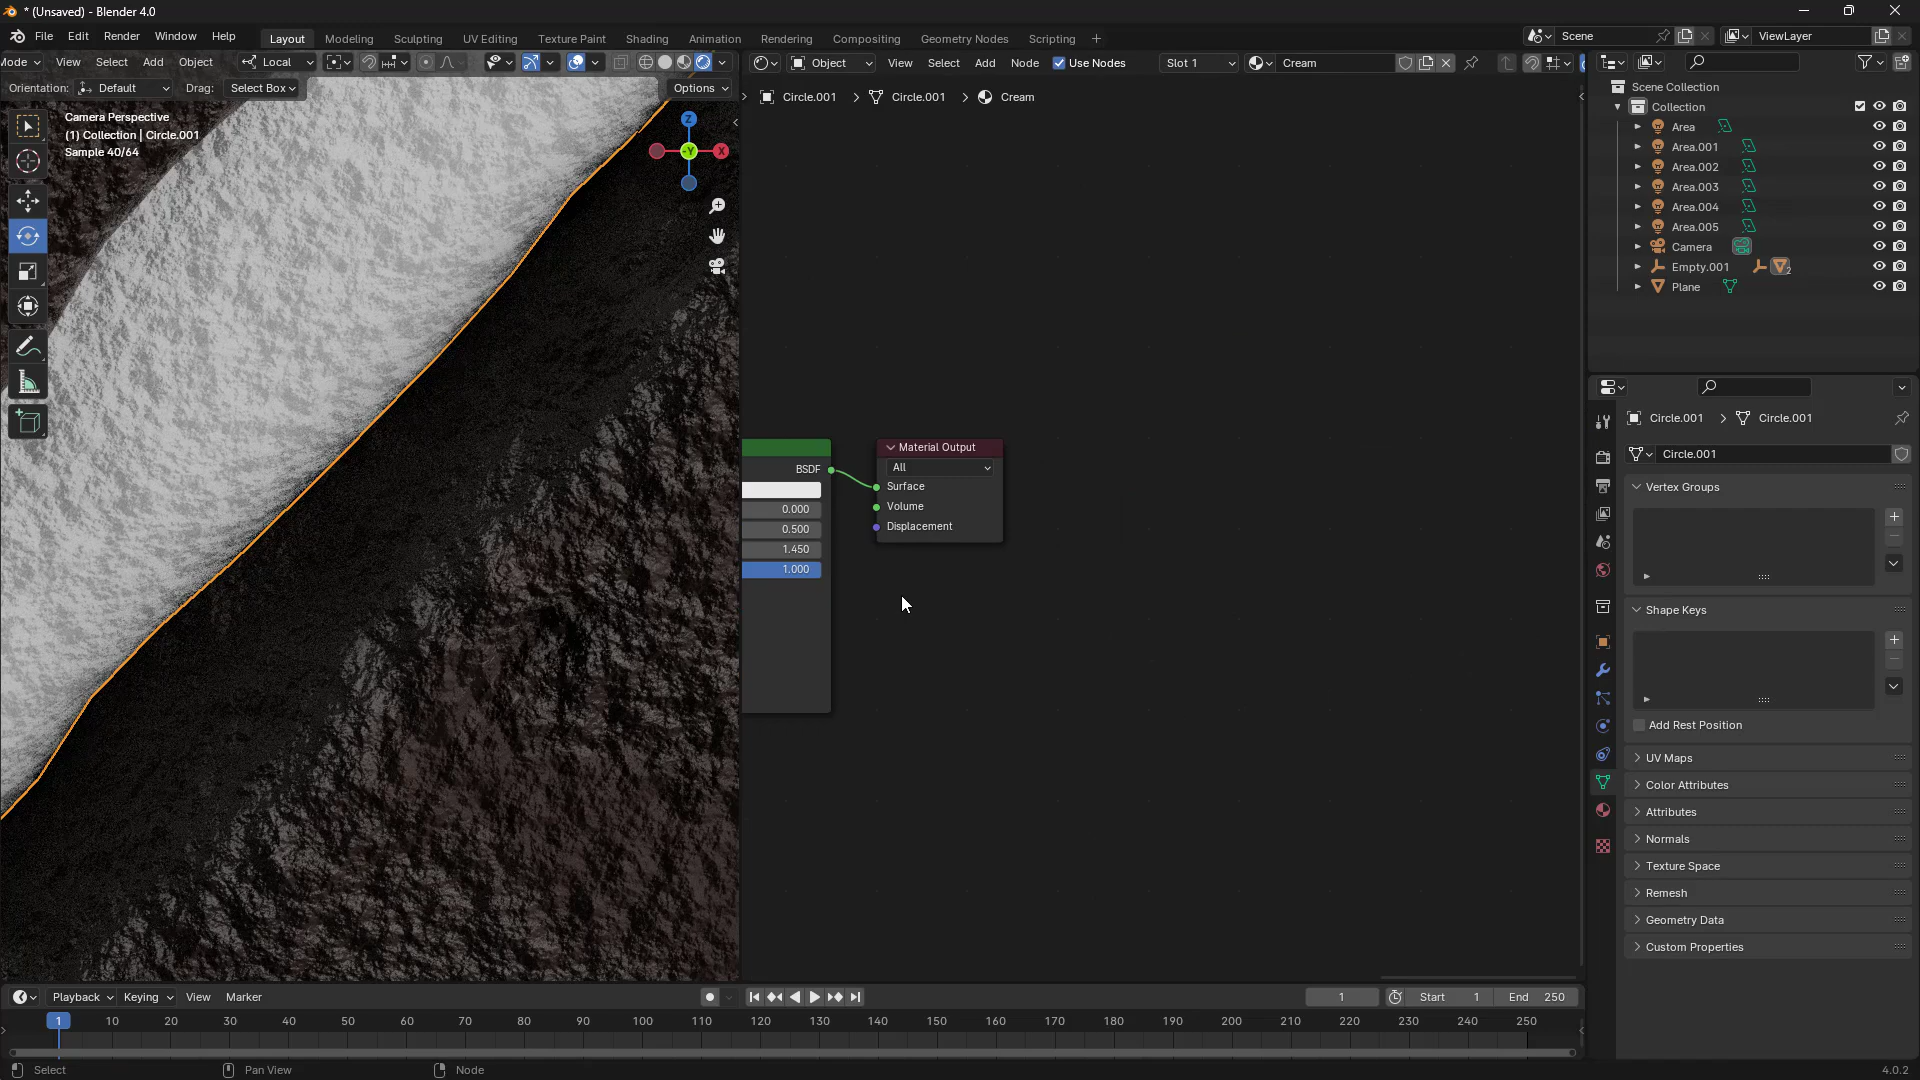 * (Unsaved) - Blender 4.0
File Edit Render Window Help
Layout Modeling Sculpting UV Editing Texture Paint Shading Animation Rendering Compositing Geometry Nodes Scripting +
Scene
ViewLayer
Mode View Select Add Object
Local
Object View Select Add Node Use Nodes
Slot 1
Cream
Orientation: Default Drag: Select Box
Options
Circle.001 > Circle.001 > Cream
Camera Perspective
(1) Collection | Circle.001
Sample 40/64
Z
-Y
X
Scene Collection
Collection
Area
Area.001
Area.002
Area.003
Area.004
Area.005
Camera
Empty.001
2
Plane
BSDF
0.000
0.500
1.450
1.000
Material Output
All
Surface
Volume
Displacement
Circle.001 > Circle.001
Circle.001
Vertex Groups
Shape Keys
Add Rest Position
UV Maps
Color Attributes
Attributes
Normals
Texture Space
Remesh
Geometry Data
Custom Properties
Playback Keying View Marker
1
Start 1
End 250
1 10 20 30 40 50 60 70 80 90 100 110 120 130 140 150 160 170 180 190 200 210 220 230 240 250
Select
Pan View
Node
4.0.2